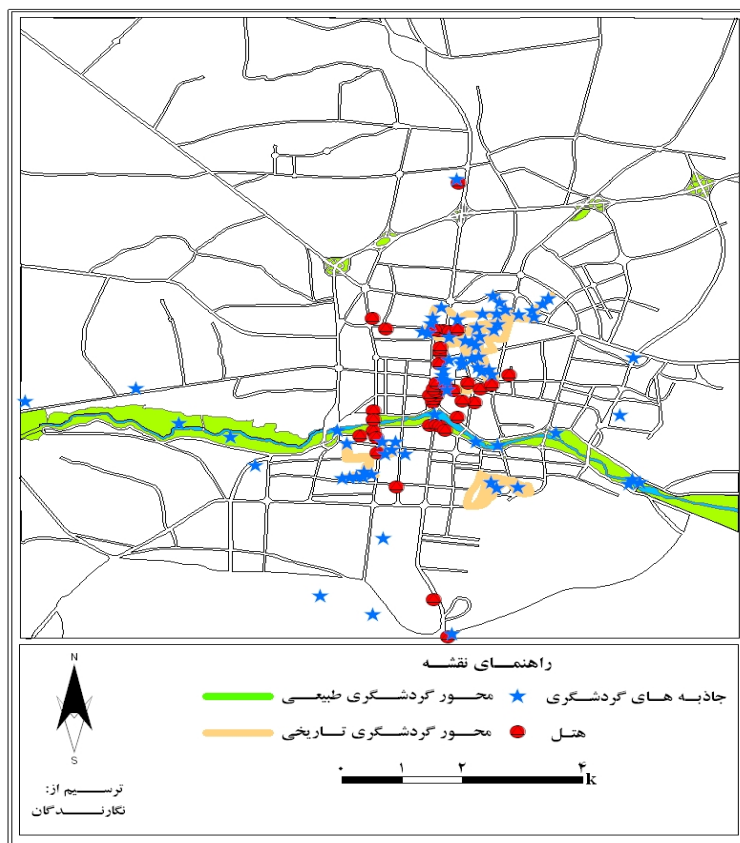 راهنمای نقشه
جاذبه های گردشگری
محور گردشگری طبیعی
هتل
محور گردشگری تاریخی
N
S
۰ ۱ ۲ ۴
k
ترسیم از:
نگارندگان